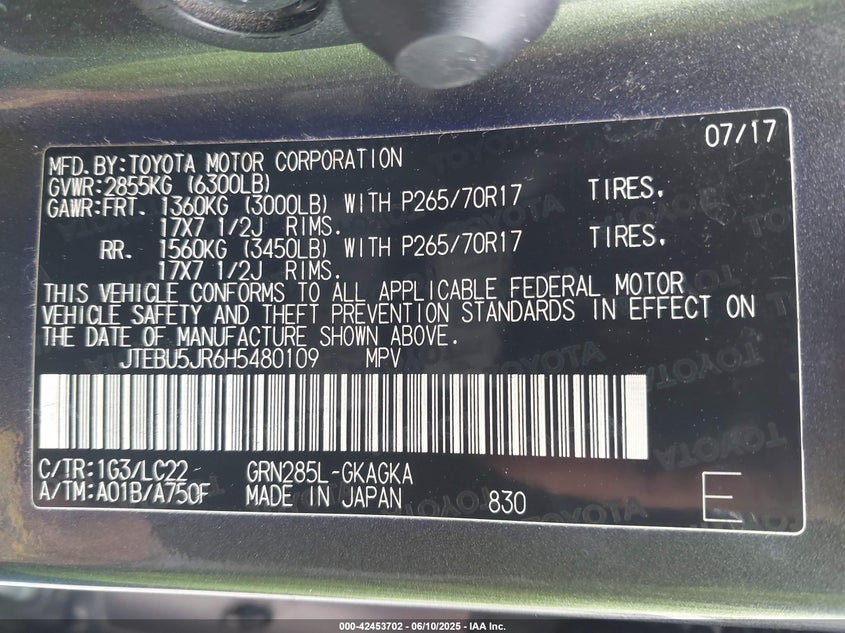 07/17
MFD. BY: TOYOTA MOTOR CORPORATION
GVWR: 2855KG (6300LB)
GAWR: FRT. 1360KG (3000LB) WITH P265/70R17 TIRES,
17X7 1/2J RIMS.
RR. 1560KG (3450LB) WITH P265/70R17 TIRES,
17X7 1/2J RIMS.
THIS VEHICLE CONFORMS TO ALL APPLICABLE FEDERAL MOTOR
VEHICLE SAFETY AND THEFT PREVENTION STANDARDS IN EFFECT ON
THE DATE OF MANUFACTURE SHOWN ABOVE.
JTEBU5JR6H5480109 MPV
C/TR: 1G3/LC22 GRN285L-GKAGKA
A/TM: A01B/A750F MADE IN JAPAN 830 E
TOYOTA
000-42453702 - 06/10/2025 - IAA Inc.